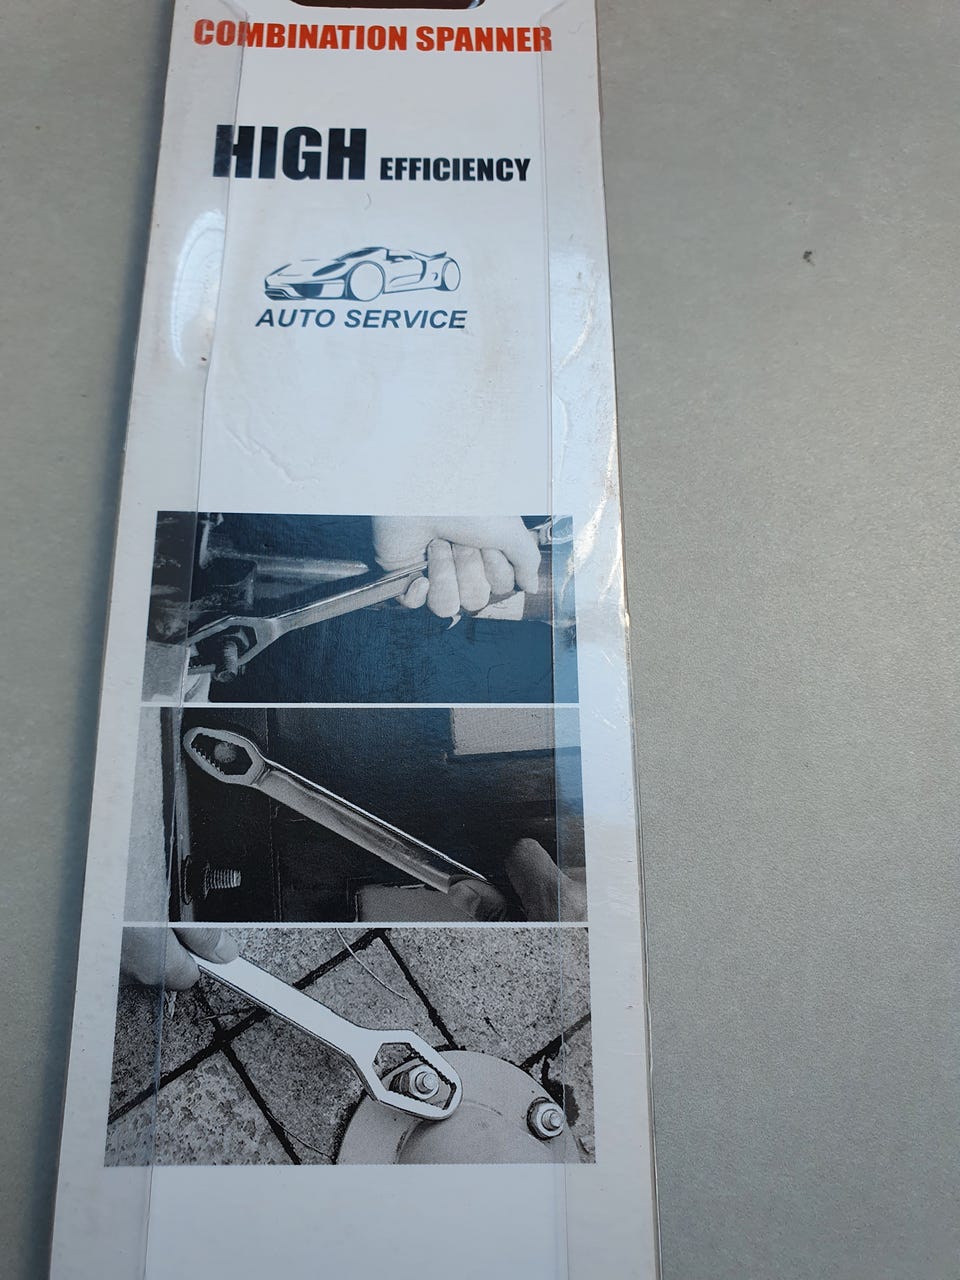 COMBINATION SPANNER
HIGH EFFICIENCY
AUTO SERVICE